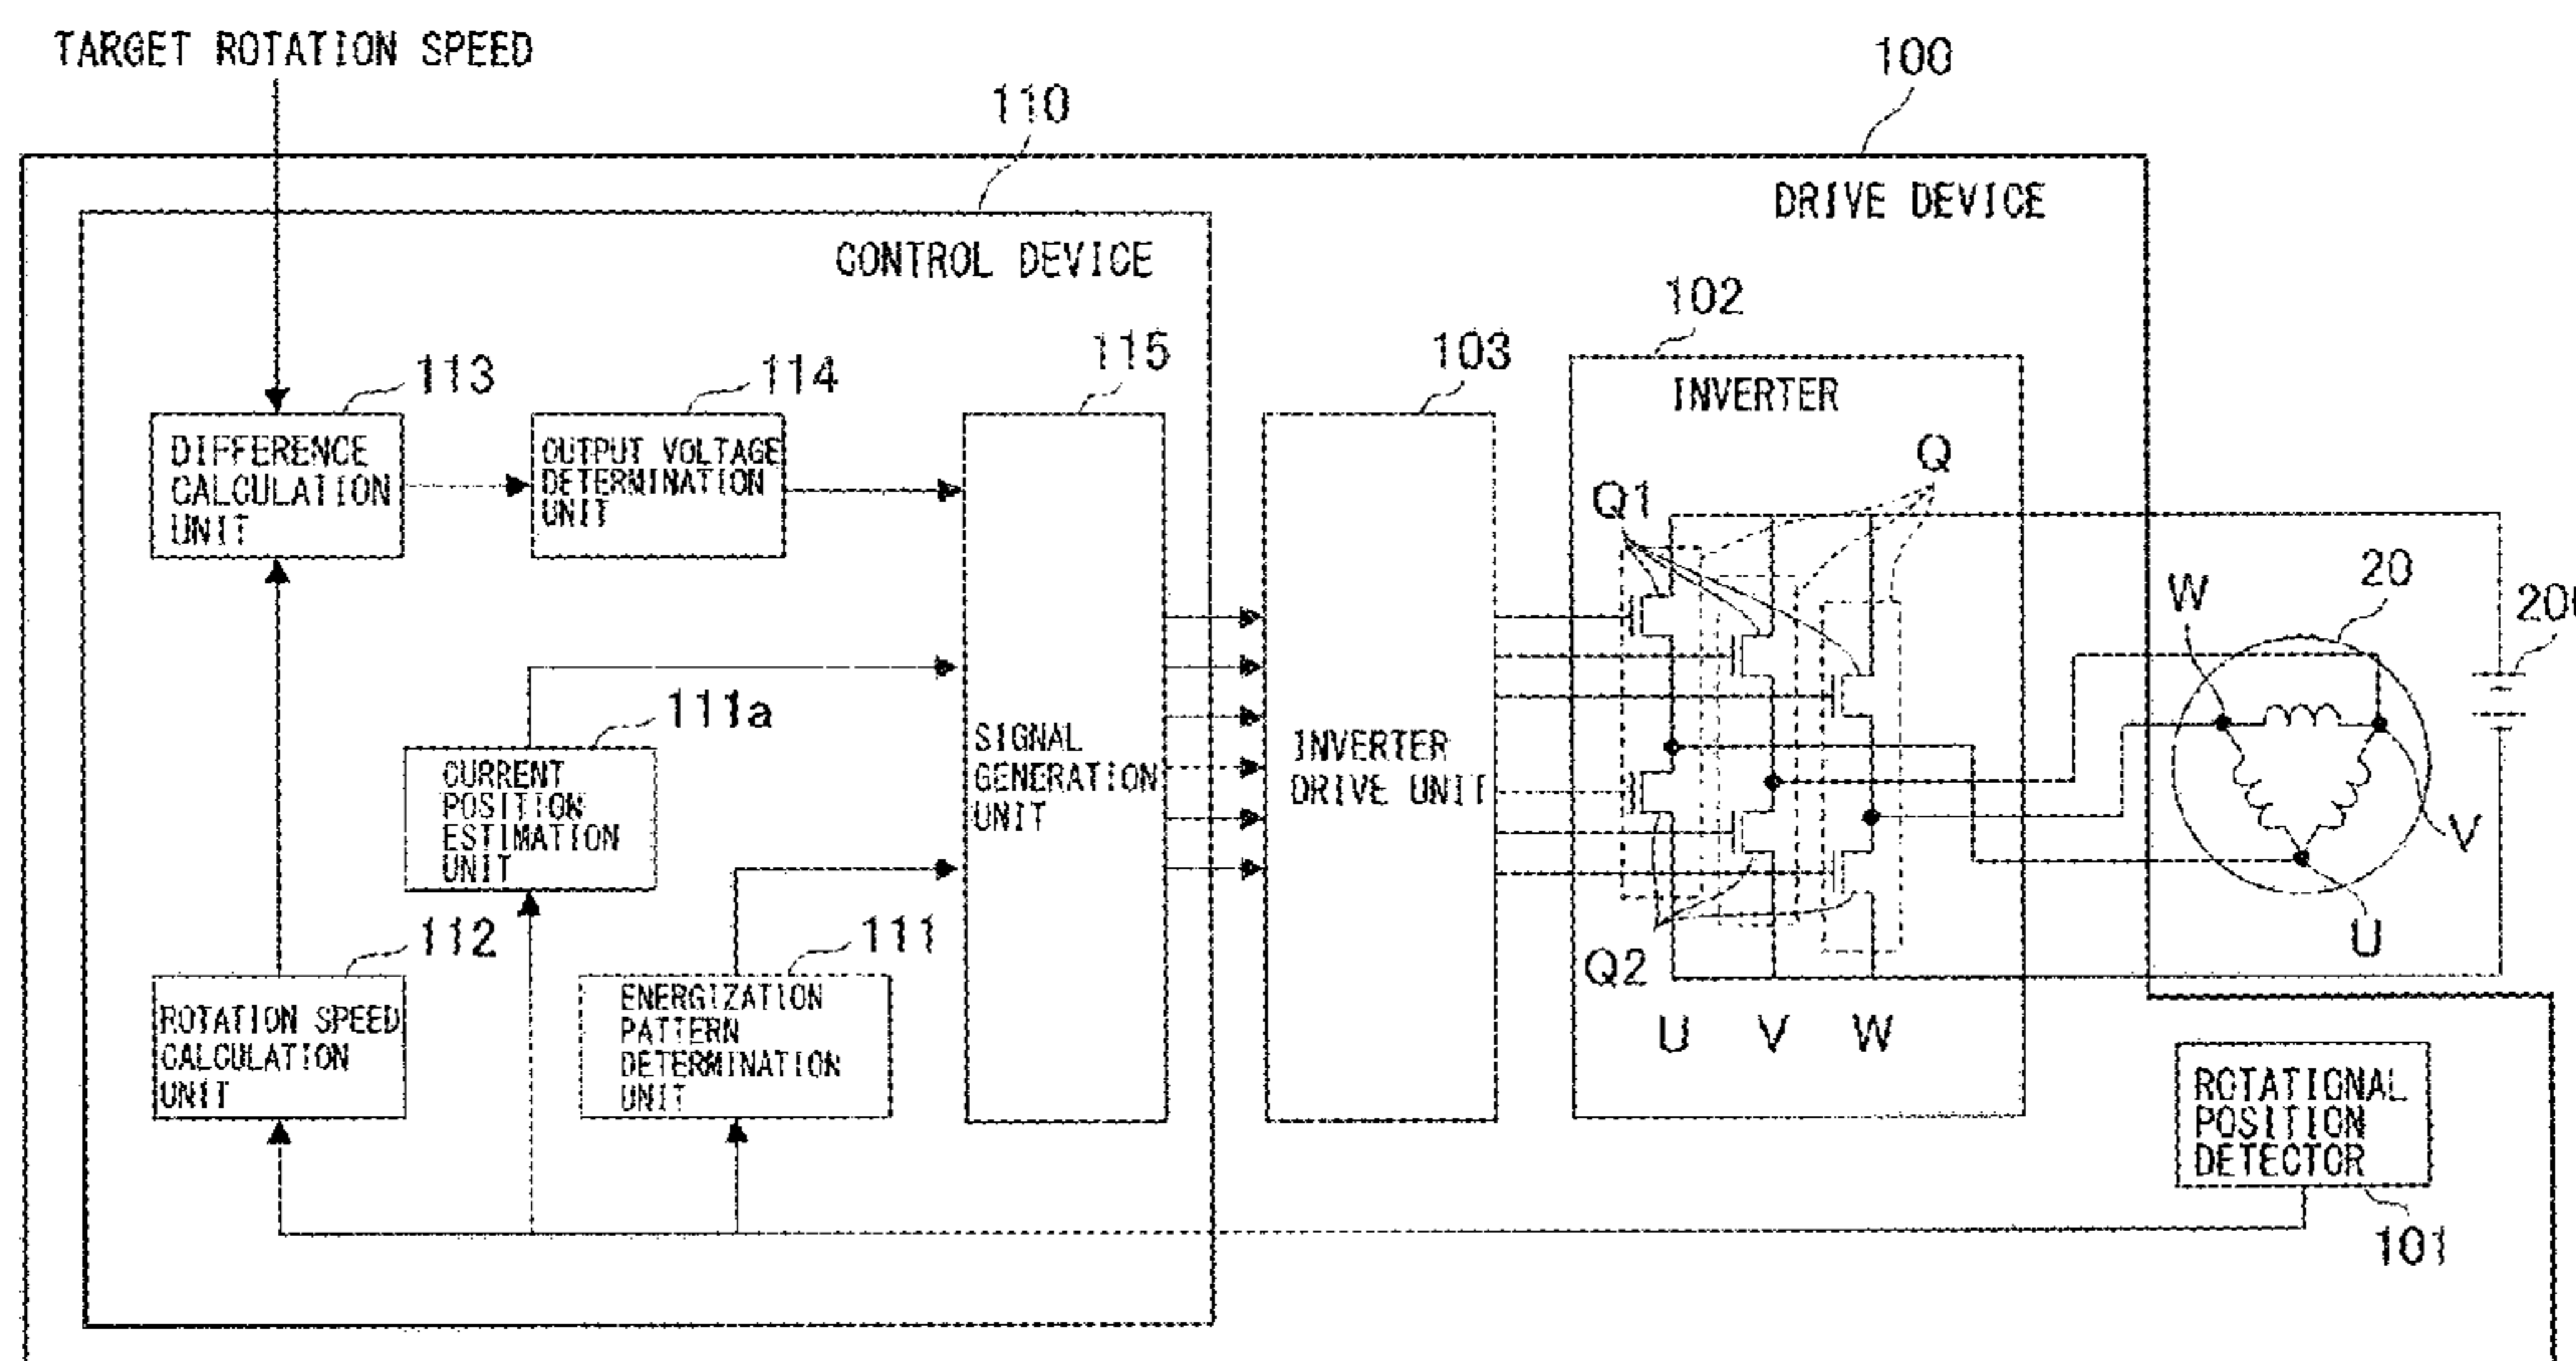 TARGET ROTATION SPEED
100
110
DRIVE DEVICE
CONTROL DEVICE
102
113
114
115
103
INVERTER
DIFFERENCE
CALCULATION
UNIT
OUTPUT VOLTAGE
DETERMINATION
UNIT
Q
Q1
20
W
111a
SIGNAL
GENERATION
UNIT
INVERTER
DRIVE UNIT
CURRENT
POSITION
ESTIMATION
UNIT
V
112
111
U
Q2
ROTATION SPEED
CALCULATION
UNIT
ENERGIZATION
PATTERN
DETERMINATION
UNIT
U V W
ROTATIONAL
POSITION
DETECTOR
101